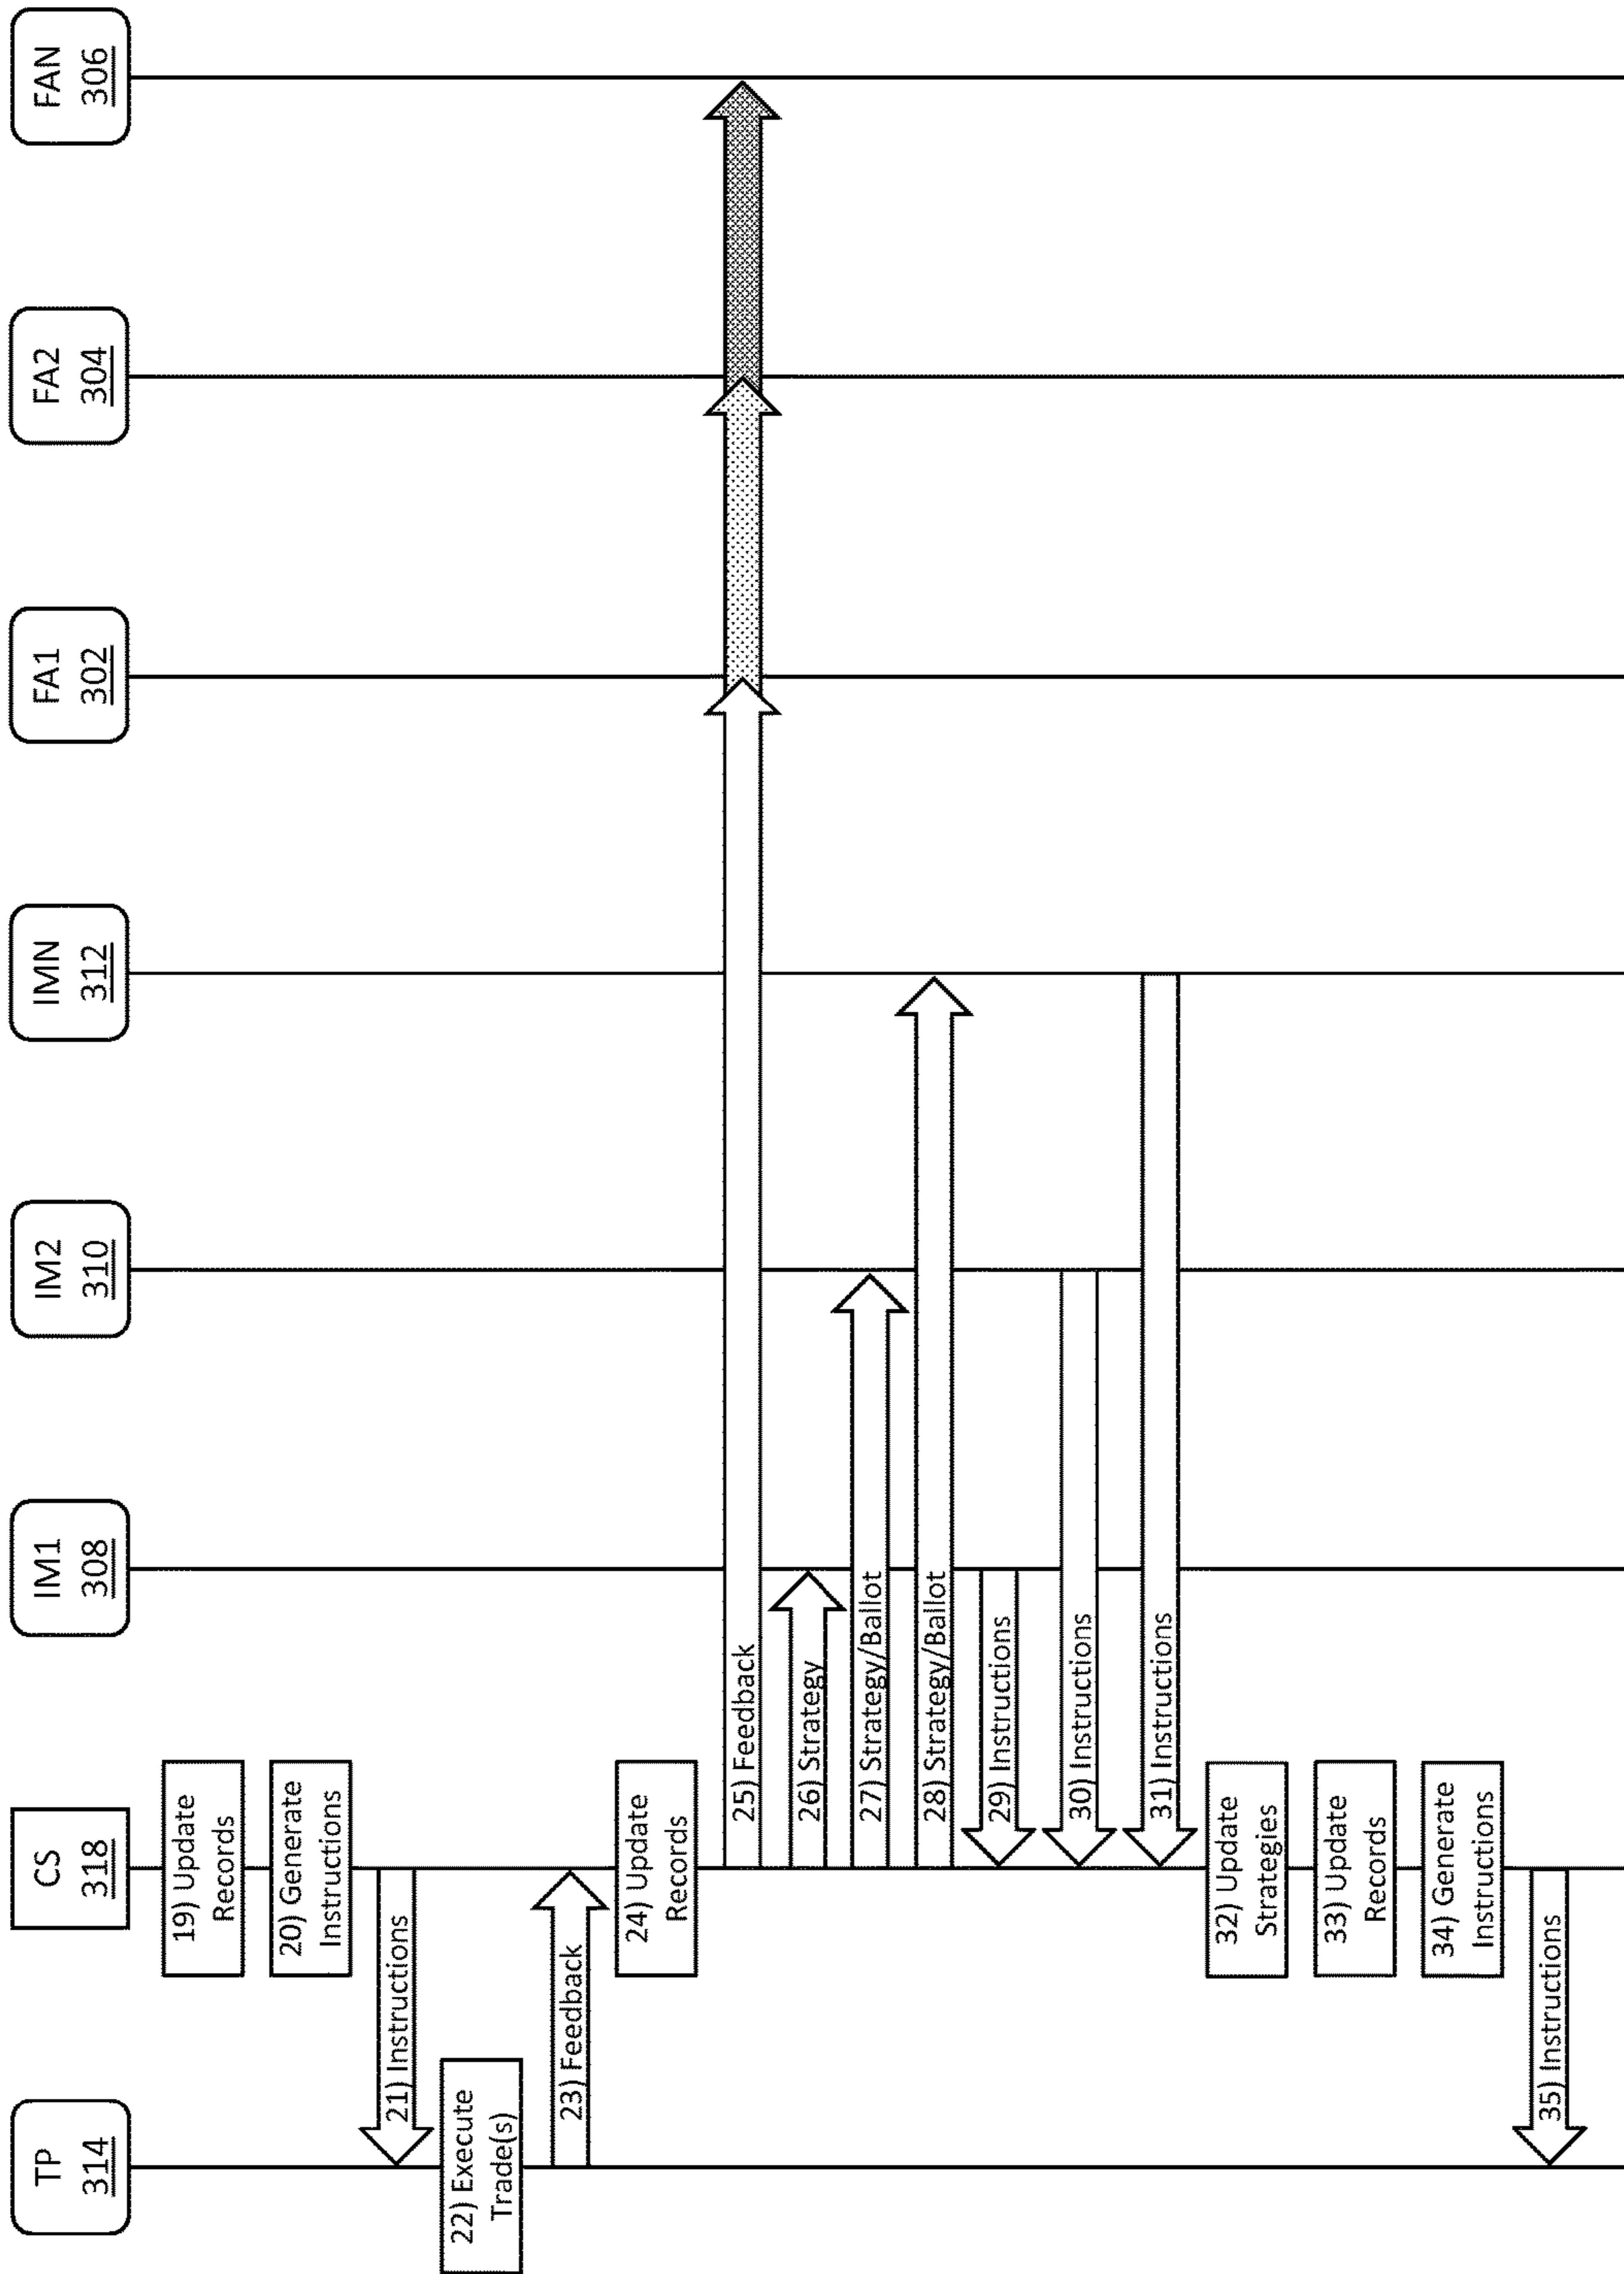 TP
314
CS
318
IM1
308
IM2
310
IMN
312
FA1
302
FA2
304
FAN
306
19) Update
Records
20) Generate
Instructions
21) Instructions
22) Execute
Trade(s)
23) Feedback
24) Update
Records
25) Feedback
26) Strategy
27) Strategy/Ballot
28) Strategy/Ballot
29) Instructions
30) Instructions
31) Instructions
32) Update
Strategies
33) Update
Records
34) Generate
Instructions
35) Instructions